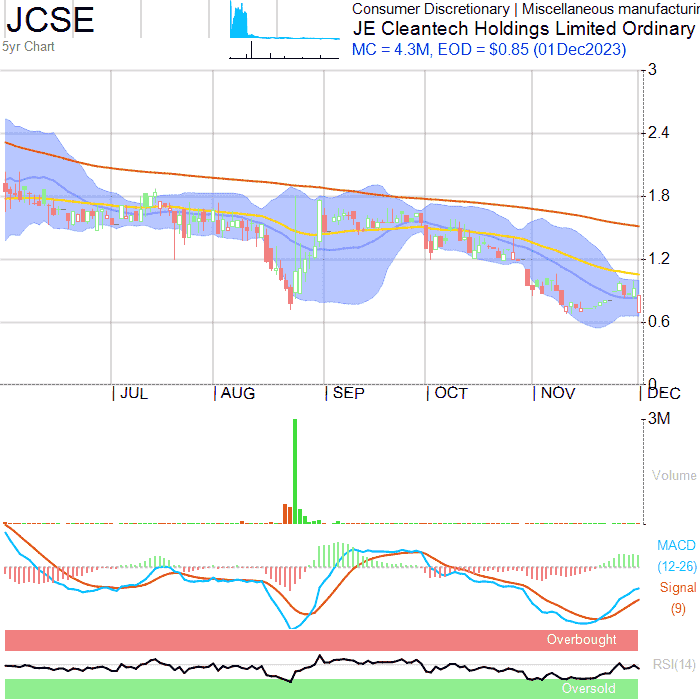 JCSE
5yr Chart
Consumer Discretionary | Miscellaneous manufacturin
JE Cleantech Holdings Limited Ordinary
MC = 4.3M, EOD = $0.85 (01Dec2023)
3
2.4
1.8
1.2
0.6
0
| JUL | AUG | SEP | OCT | NOV | DEC
3M
Volume
MACD
(12-26)
Signal
(9)
Overbought
RSI(14)
Oversold